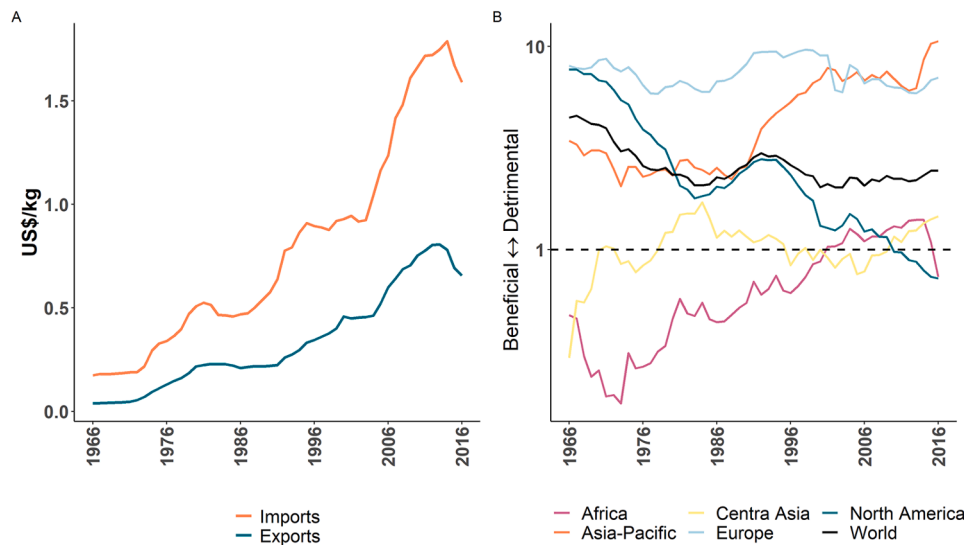 A
US$/kg
1.5
1.0
0.5
0.0
1966
1976
1986
1996
2006
2016
Imports
Exports
B
Beneficial ↔ Detrimental
10
1
1966
1976
1986
1996
2006
2016
Africa
Centra Asia
North America
Asia-Pacific
Europe
World